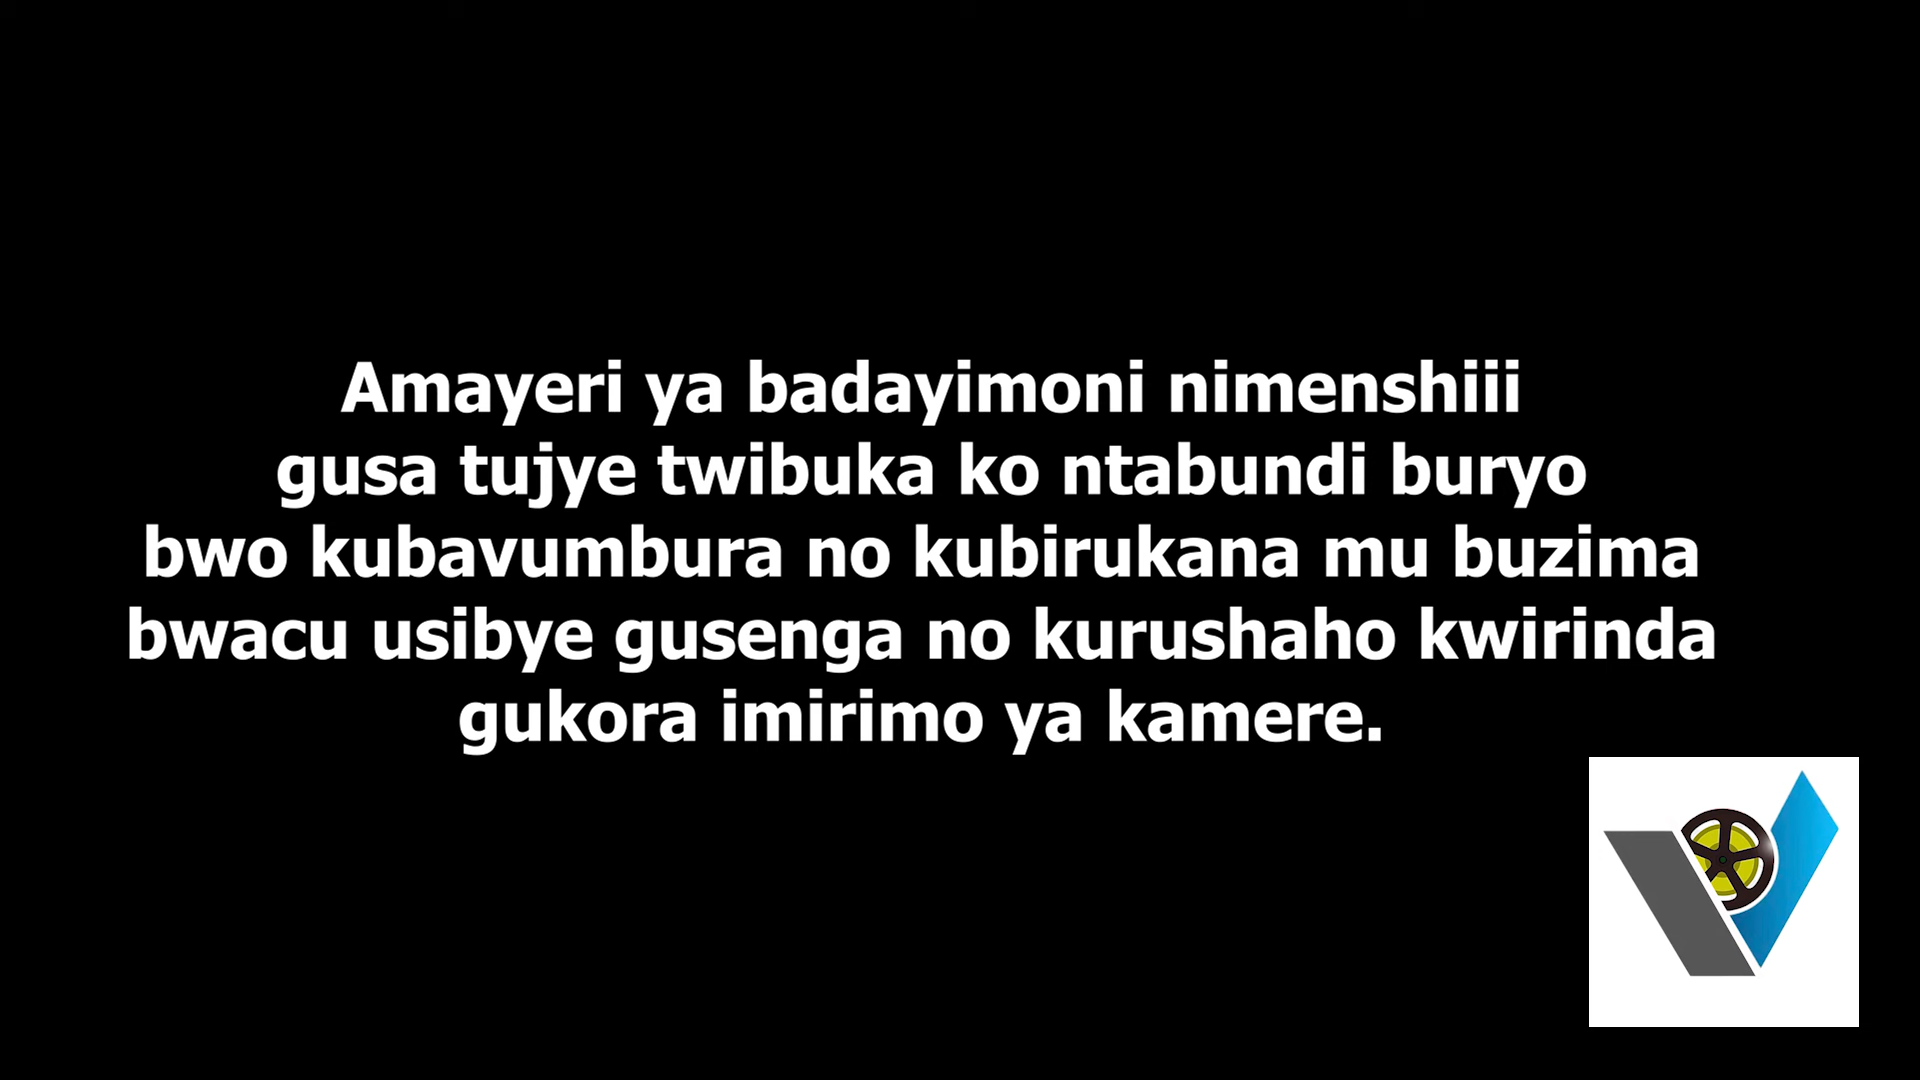 Amayeri ya badayimoni nimenshiii
gusa tujye twibuka ko ntabundi buryo
bwo kubavumbura no kubirukana mu buzima
bwacu usibye gusenga no kurushaho kwirinda
gukora imirimo ya kamere.